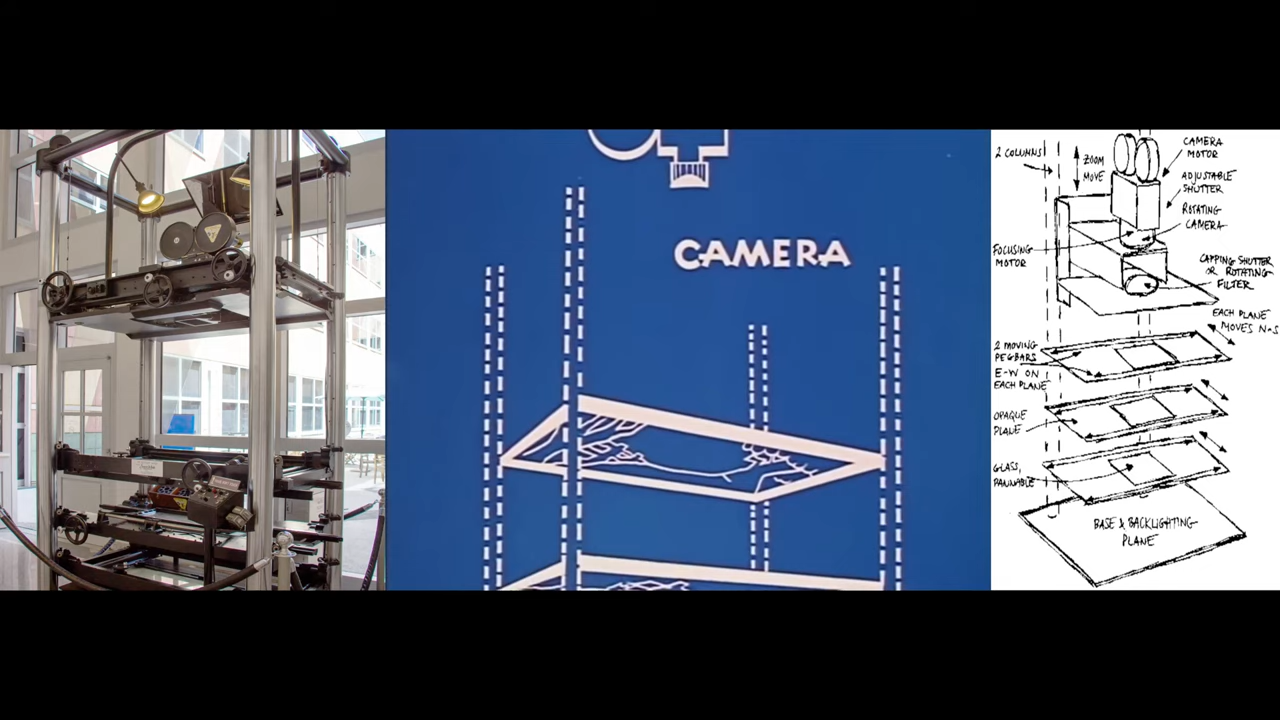 CAMERA
2 COLUMNS
ZOOM
MOVE
CAMERA
MOTOR
ADJUSTABLE
SHUTTER
ROTATING
CAMERA
FOCUSING
MOTOR
CAPPING SHUTTER
OR ROTATING
FILTER
EACH PLANE
MOVES N-S
2 MOVING
PEGBARS
E-W ON
EACH PLANE
OPAQUE
PLANE
GLASS,
PANNABLE
BASE & BACKLIGHTING
PLANE